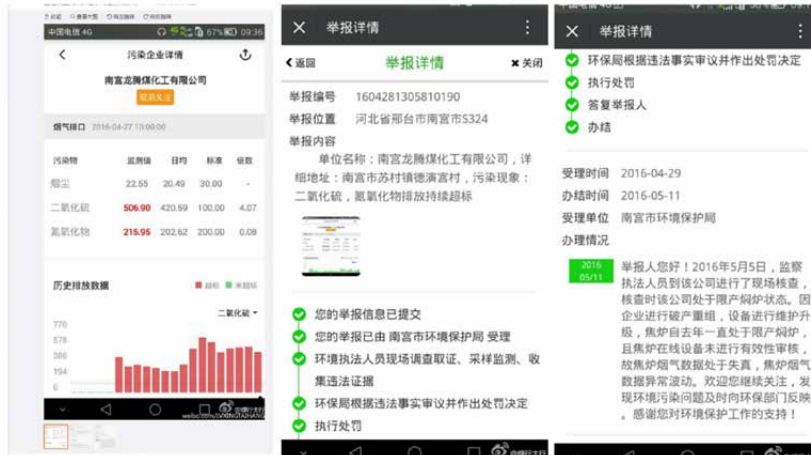 中国电信 4G
67%
09:36
污染企业详情
南宫龙腾煤化工有限公司
烟气排口 2016-04-27 13:00:00
污染物 监测值 日均 标准 倍数
烟尘 22.55 20.49 30.00 -
二氧化硫 506.90 420.59 100.00 4.07
氮氧化物 215.95 202.62 200.00 0.08
历史排放数据
超标 未超标
二氧化硫
770
578
386
194
举报详情
返回 举报详情 关闭
举报编号 1604281305810190
举报位置 河北省邢台市南宫市S324
举报内容
单位名称：南宫龙腾煤化工有限公司，详
细地址：南宫市苏村镇德演宫村，污染现象：
二氧化硫，氮氧化物排放持续超标
您的举报信息已提交
您的举报已由 南宫市环境保护局 受理
环境执法人员现场调查取证、采样监测、收
集违法证据
环保局根据违法事实审议并作出处罚决定
执行处罚
举报详情
环保局根据违法事实审议并作出处罚决定
执行处罚
答复举报人
办结
受理时间 2016-04-29
办结时间 2016-05-11
受理单位 南宫市环境保护局
办理情况
2016
05/11
举报人您好！2016年5月5日，监察
执法人员到该公司进行了现场核查，
核查时该公司处于限产焖炉状态。因
企业进行破产重组，设备进行维护升
级，焦炉自去年一直处于限产焖炉，
且焦炉在线设备未进行有效性审核，
故焦炉烟气数据处于失真，焦炉烟气
数据异常波动。欢迎您继续关注，发
现环境污染问题及时向环保部门反映
。感谢您对环境保护工作的支持！